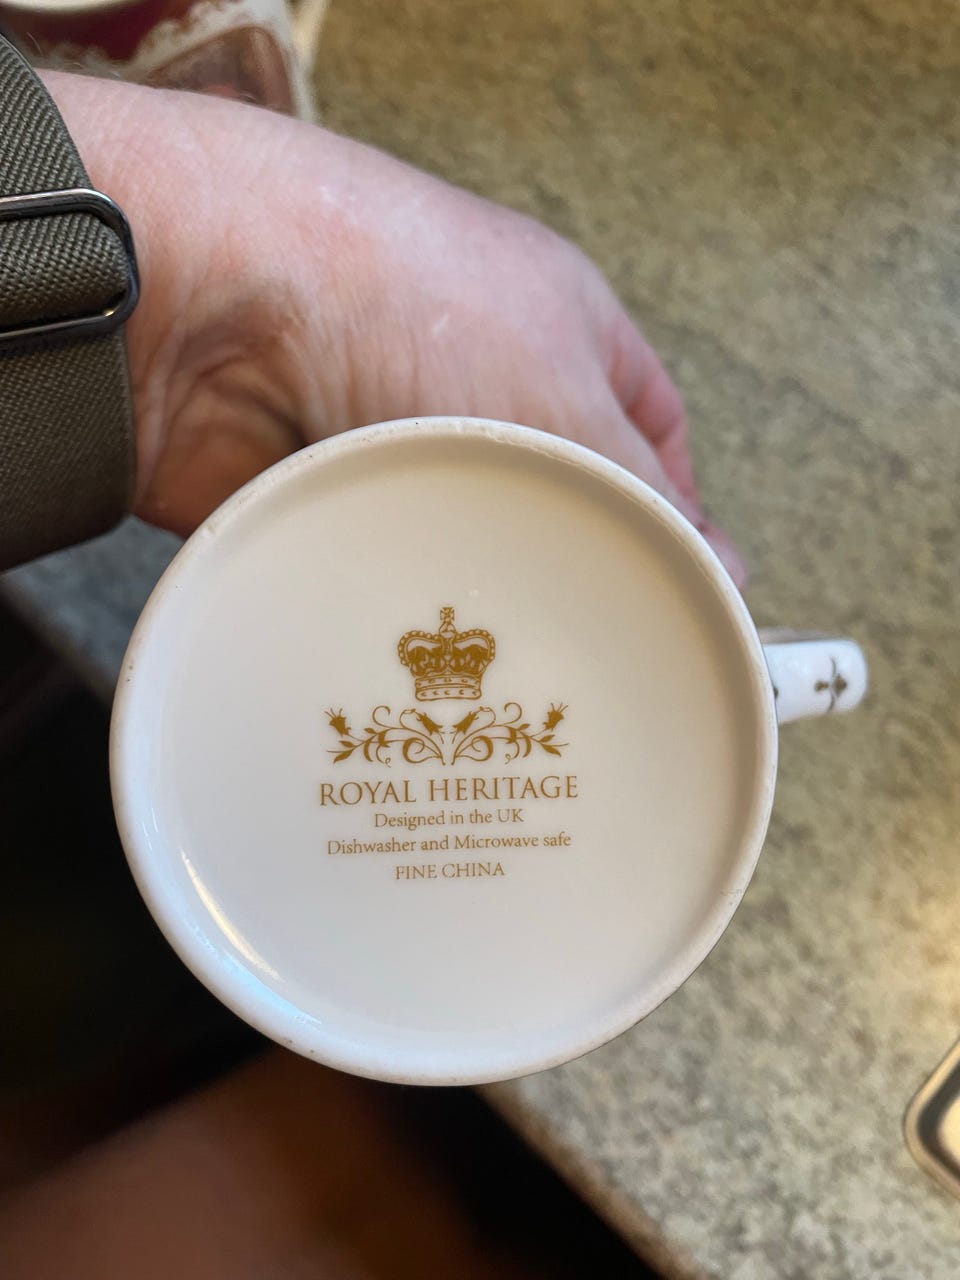 ROYAL HERITAGE
Designed in the UK
Dishwasher and Microwave safe
FINE CHINA